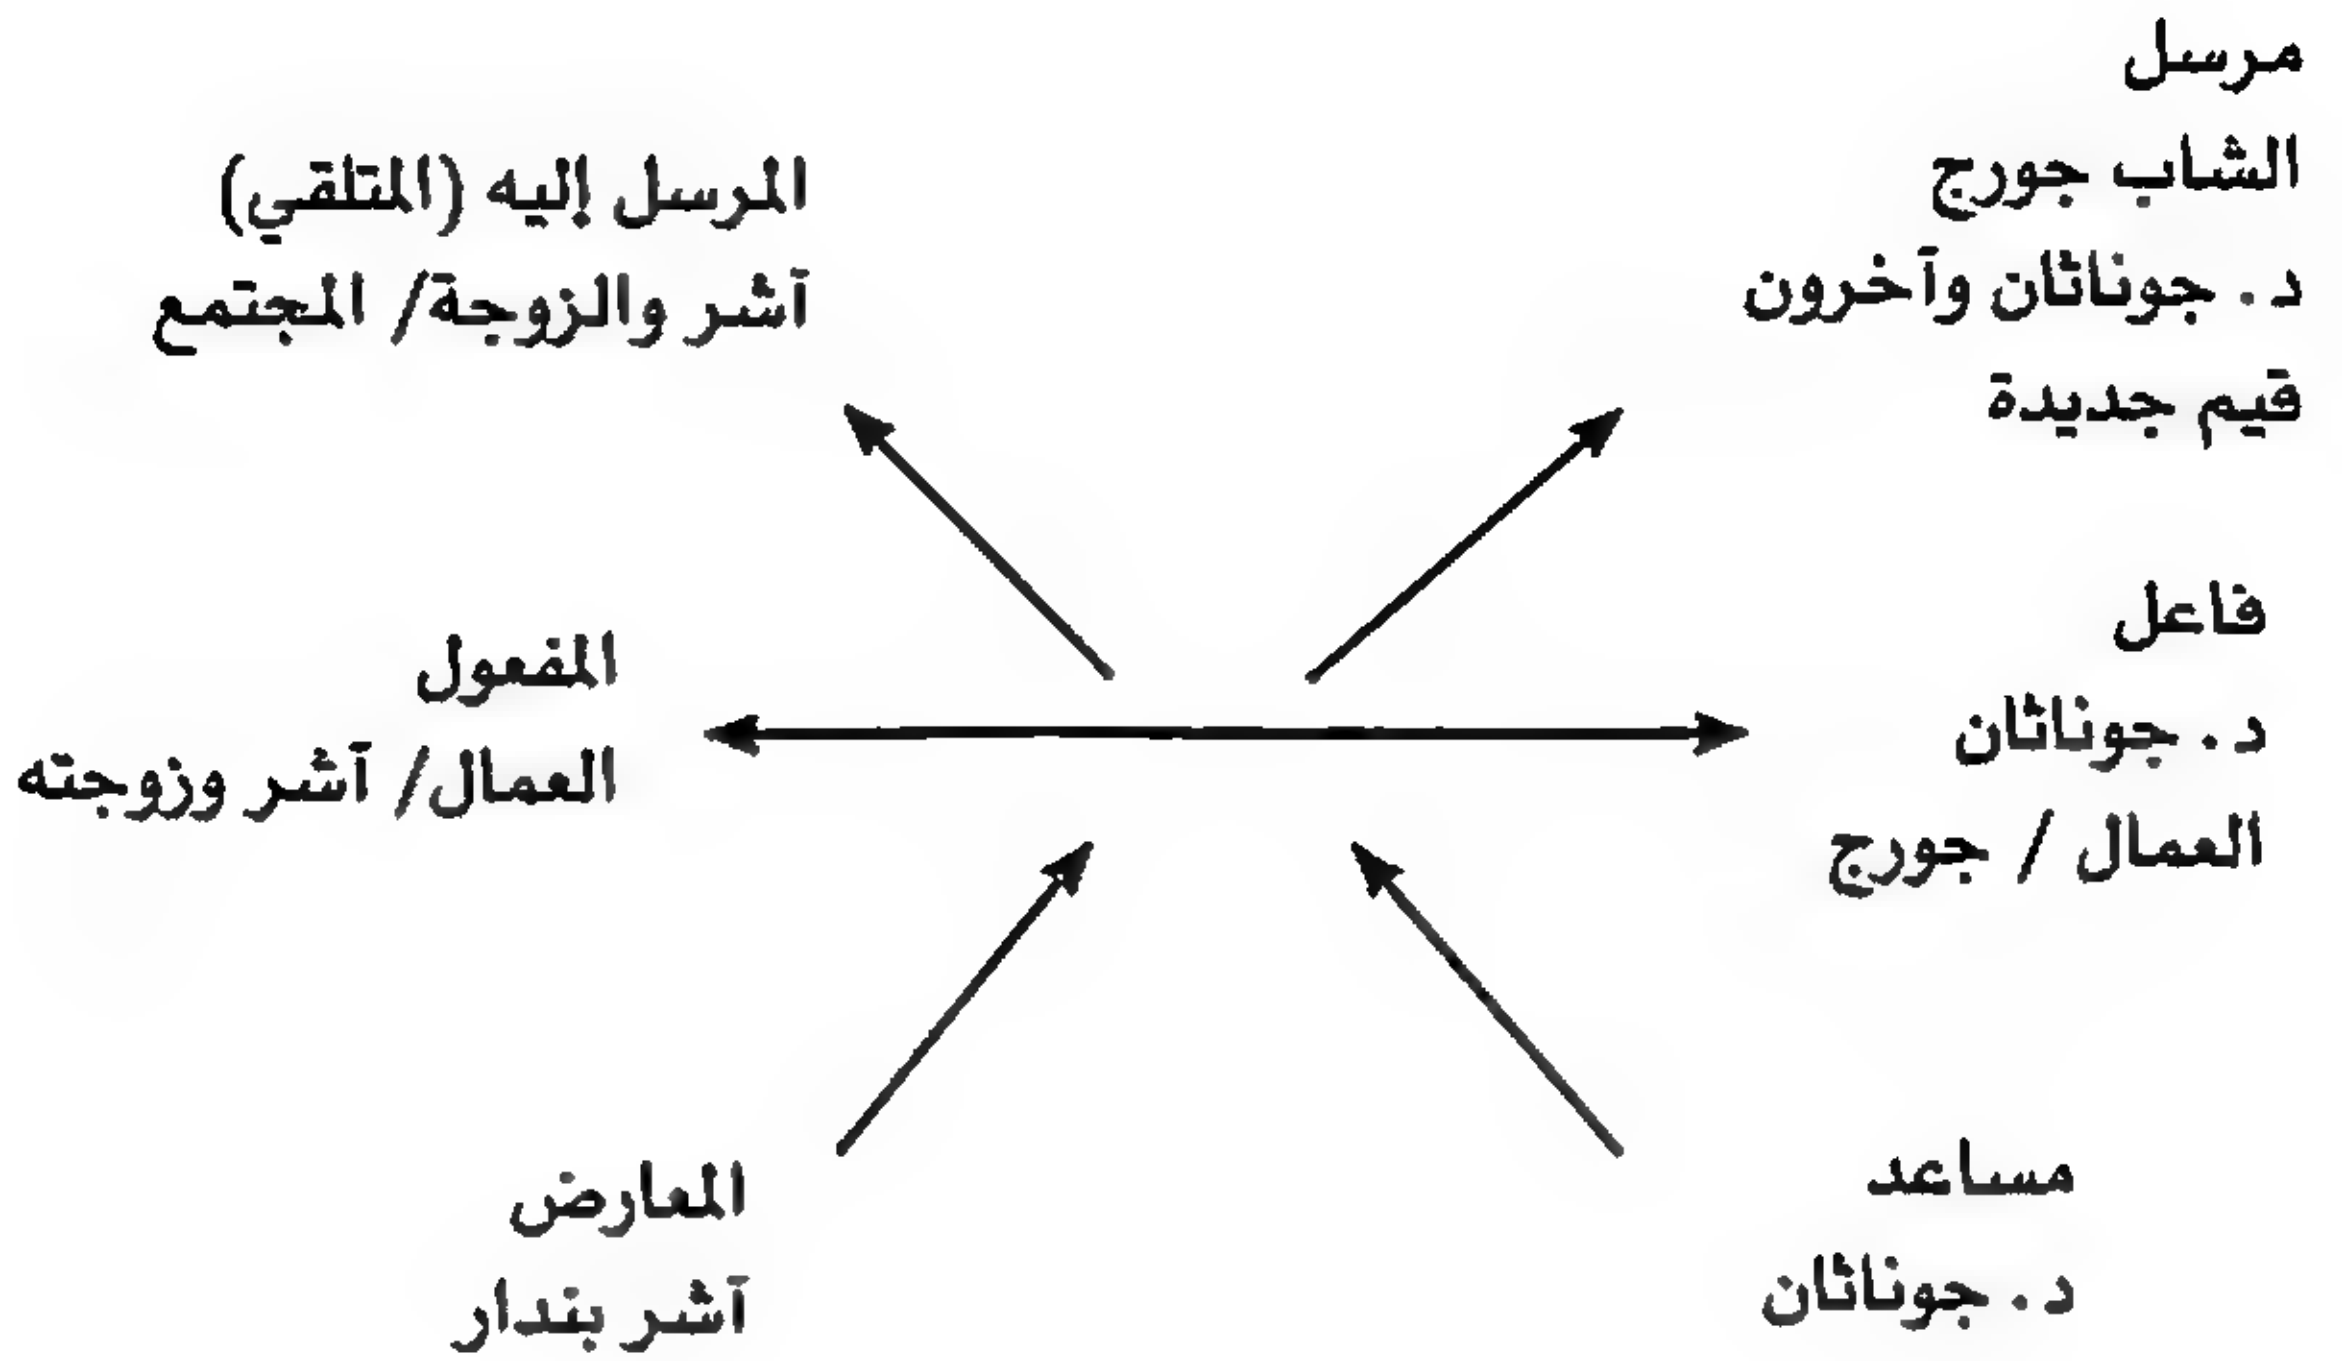 مرسل
الشاب جورج
د. جوناثان وآخرون
قيم جديدة
المرسل إليه (المتلقي)
آشر والزوجة/ المجتمع
فاعل
د. جوناثان
العمال / جورج
المفعول
العمال/ آشر وزوجته
مساعد
د. جوناثان
المعارض
آشر بندار